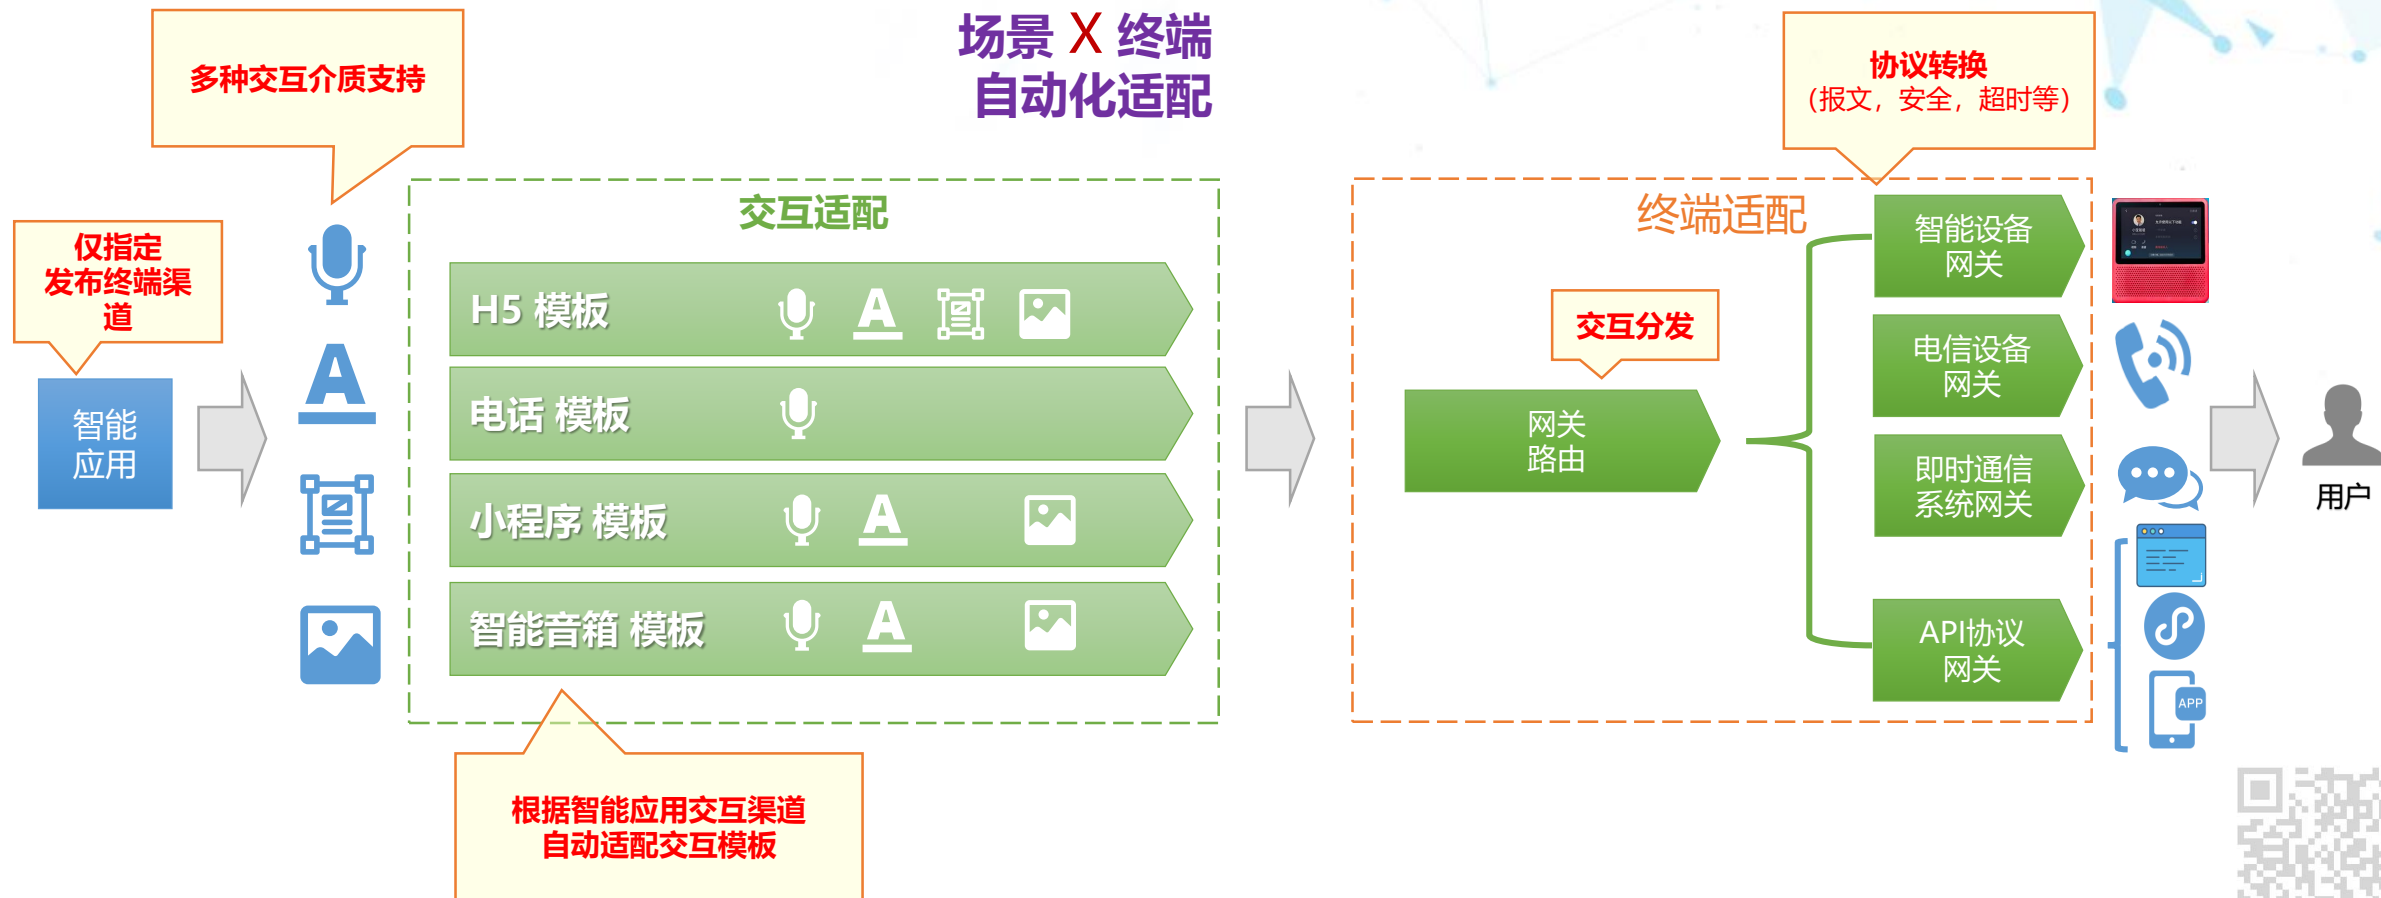 场景 X 终端
自动化适配
多种交互介质支持
协议转换
（报文，安全，超时等）
仅指定
发布终端渠
道
智能
应用
A
交互适配
H5 模板
A
电话 模板
小程序 模板
A
智能音箱 模板
A
根据智能应用交互渠道
自动适配交互模板
终端适配
交互分发
网关
路由
智能设备
网关
电信设备
网关
即时通信
系统网关
API协议
网关
APP
用户